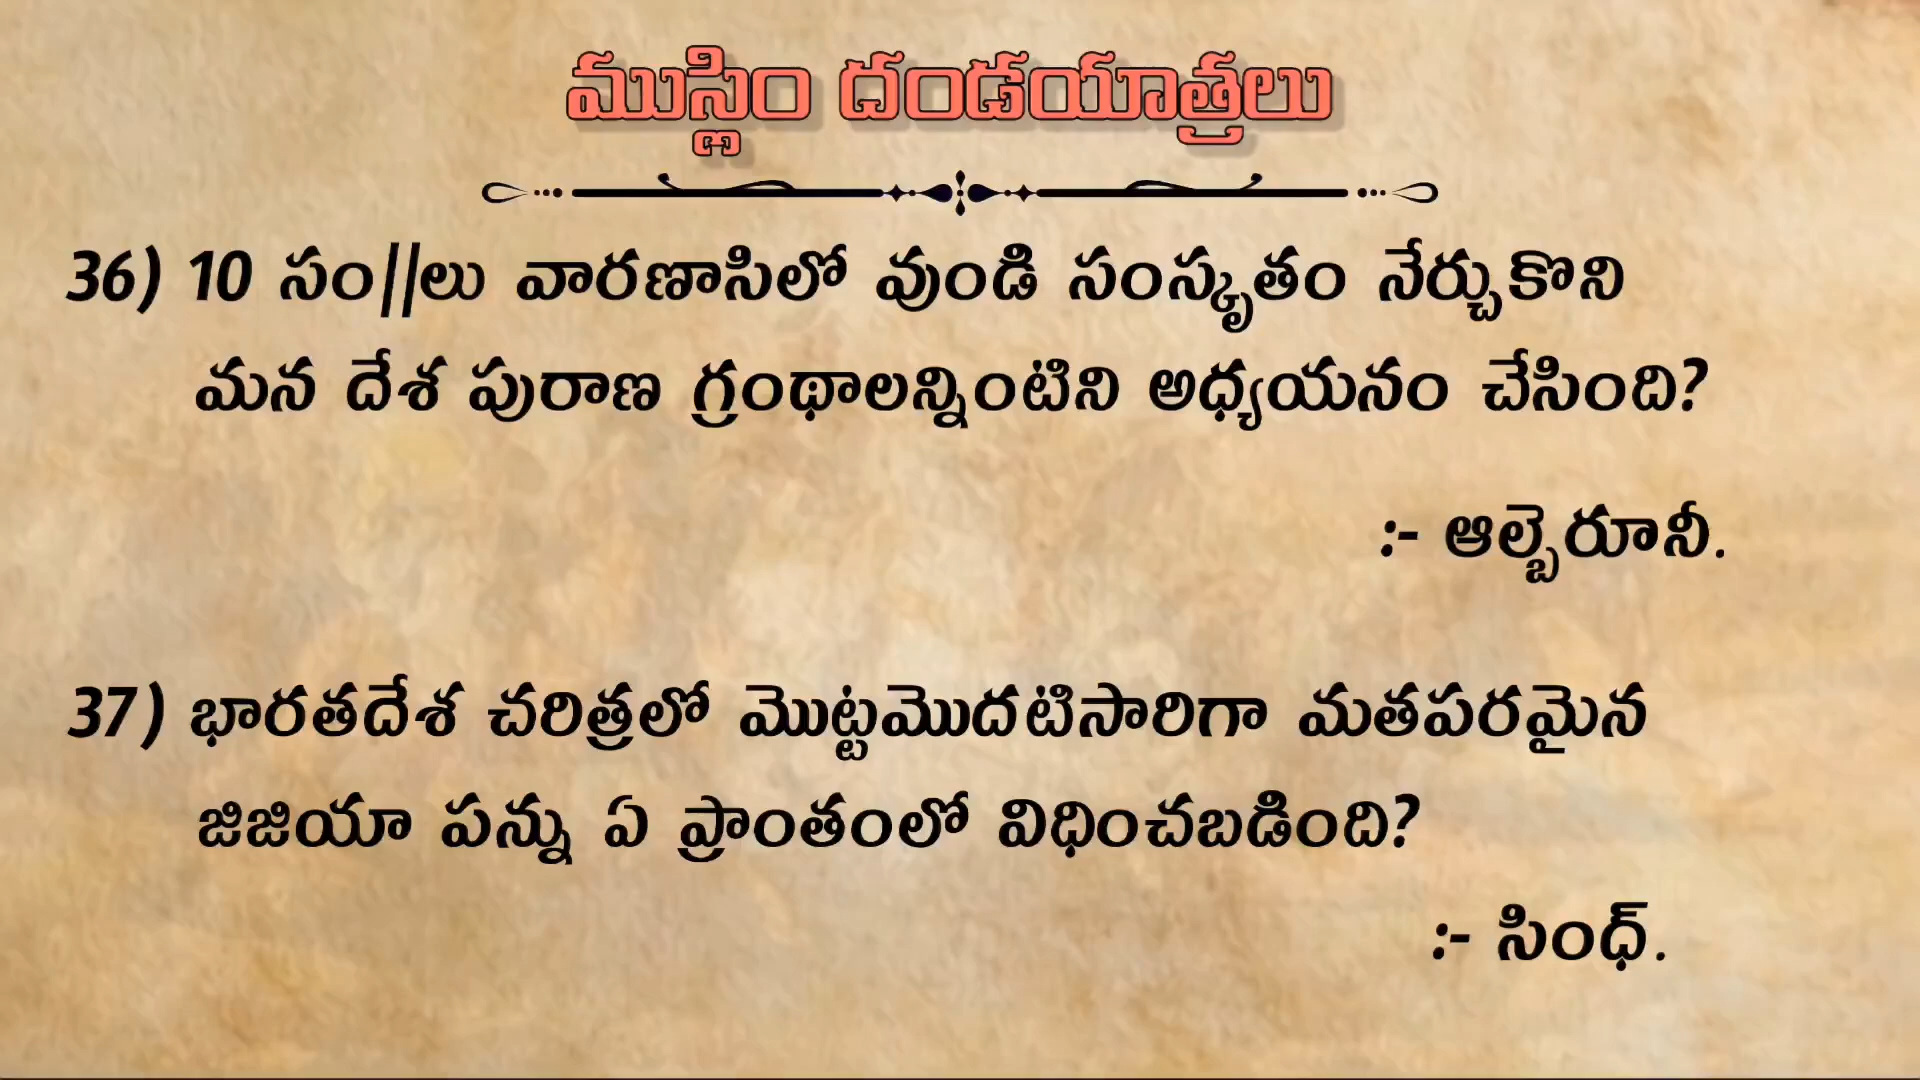 ముస్లిం దండయాత్రలు
36) 10 సం||లు వారణాసిలో వుండి సంస్కృతం నేర్చుకొని
మన దేశ పురాణ గ్రంథాలన్నింటిని అధ్యయనం చేసింది?
:- ఆల్బెరూనీ.
37) భారతదేశ చరిత్రలో మొట్టమొదటిసారిగా మతపరమైన
జిజియా పన్ను ఏ ప్రాంతంలో విధించబడింది?
:- సింధ్.